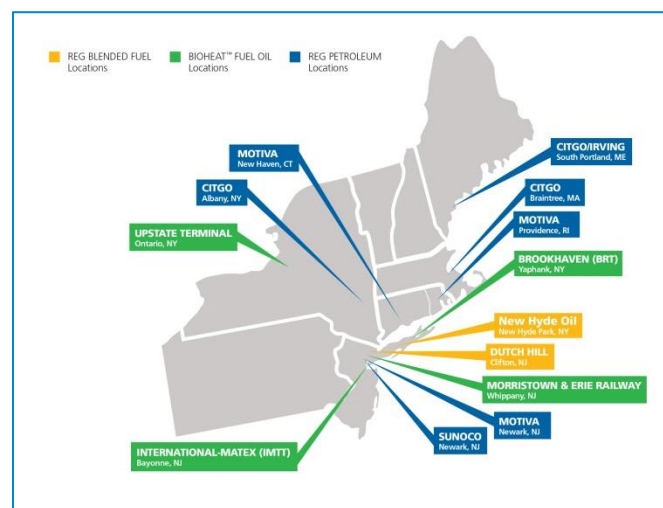 REG BLENDED FUEL
Locations
BIOHEAT™ FUEL OIL
Locations
REG PETROLEUM
Locations
MOTIVA
New Haven, CT
CITGO
Albany, NY
UPSTATE TERMINAL
Ontario, NY
CITGO/IRVING
South Portland, ME
CITGO
Braintree, MA
MOTIVA
Providence, RI
BROOKHAVEN (BRT)
Yaphank, NY
New Hyde Oil
New Hyde Park, NY
DUTCH HILL
Clifton, NJ
MORRISTOWN & ERIE RAILWAY
Whippany, NJ
MOTIVA
Newark, NJ
SUNOCO
Newark, NJ
INTERNATIONAL-MATEX (IMTT)
Bayonne, NJ